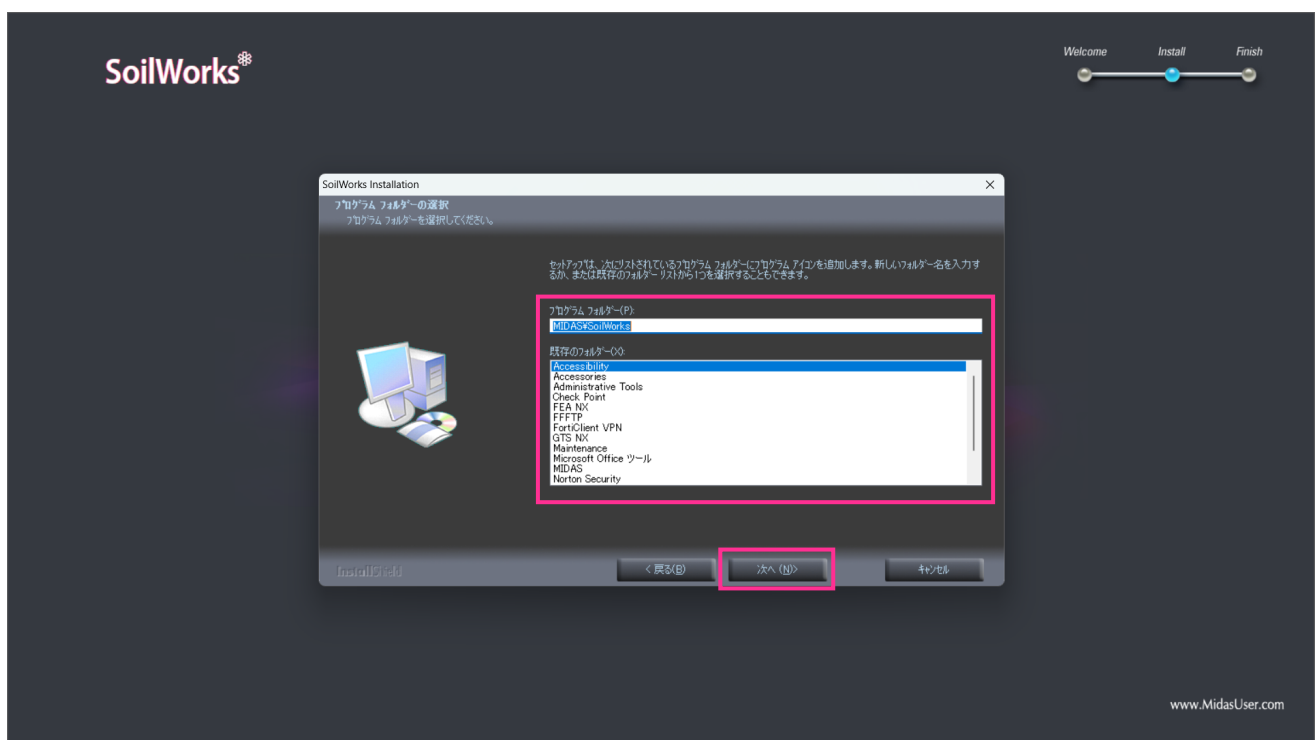 SoilWorks
Welcome Install Finish
SoilWorks Installation
プログラム フォルダーの選択
プログラム フォルダーを選択してください。
セットアップは、次にリストされているプログラム フォルダーにプログラム アイコンを追加します。新しいフォルダー名を入力す
るか、または既存のフォルダー リストから1つを選択することもできます。
プログラム フォルダー(P):
MIDAS¥SoilWorks
既存のフォルダー(X):
Accessibility
Accessories
Administrative Tools
Check Point
FEA NX
FFFTP
FortiClient VPN
GTS NX
Maintenance
Microsoft Office ツール
MIDAS
Norton Security
InstallShield
< 戻る(B) 次へ (N)> キャンセル
www.MidasUser.com